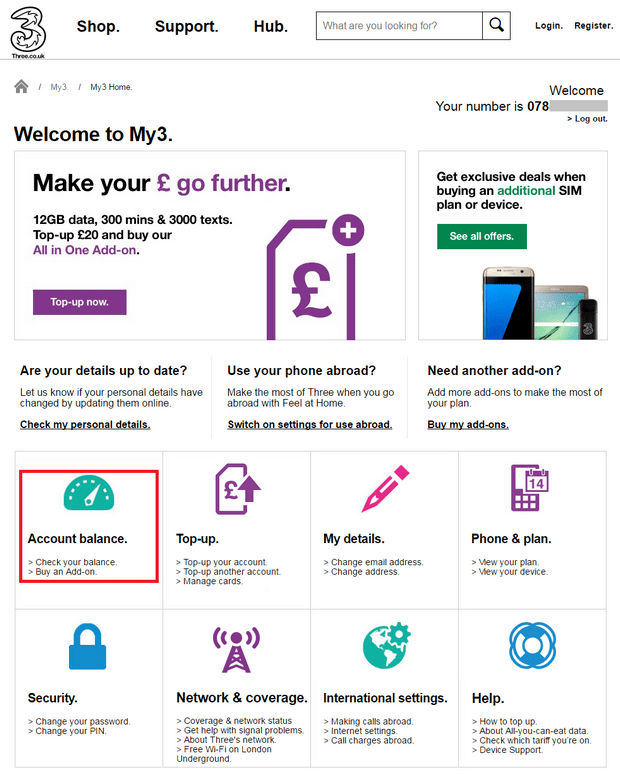 Three.co.uk
Shop. Support. Hub.
What are you looking for?
Login. Register.
/ My3. / My3 Home.
Welcome
Your number is 078
> Log out.
Welcome to My3.
Make your £ go further.
12GB data, 300 mins & 3000 texts.
Top-up £20 and buy our
All in One Add-on.
Top-up now.
£
Get exclusive deals when
buying an additional SIM
plan or device.
See all offers.
Are your details up to date?
Let us know if your personal details have
changed by updating them online.
Check my personal details.
Use your phone abroad?
Make the most of Three when you go
abroad with Feel at Home.
Switch on settings for use abroad.
Need another add-on?
Add more add-ons to make the most of
your plan.
Buy my add-ons.
Account balance.
> Check your balance.
> Buy an Add-on.
£
Top-up.
> Top-up your account.
> Top-up another account.
> Manage cards.
My details.
> Change email address.
> Change address.
14
Phone & plan.
> View your plan.
> View your device.
Security.
> Change your password.
> Change your PIN.
Network & coverage.
> Coverage & network status
> Get help with signal problems.
> About Three's network.
> Free Wi-Fi on London
Underground.
International settings.
> Making calls abroad.
> Internet settings.
> Call charges abroad.
Help.
> How to top up.
> About All-you-can-eat data.
> Check which tariff you're on.
> Device Support.